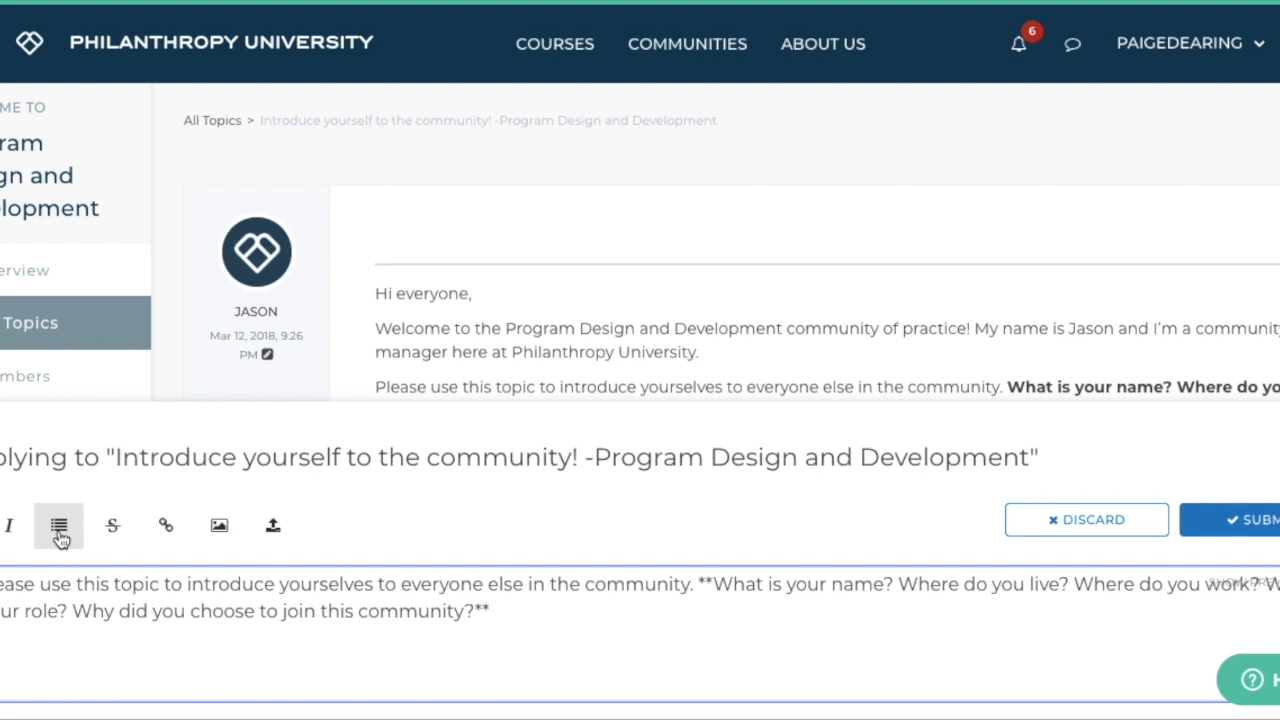 PHILANTHROPY UNIVERSITY
COURSES
COMMUNITIES
ABOUT US
6
PAIGEDEARING
ME TO
ram
gn and
lopment
erview
Topics
mbers
All Topics > Introduce yourself to the community! -Program Design and Development
JASON
Mar 12, 2018, 9:26
PM
Hi everyone,
Welcome to the Program Design and Development community of practice! My name is Jason and I'm a community
manager here at Philanthropy University.
Please use this topic to introduce yourselves to everyone else in the community. What is your name? Where do yo
plying to "Introduce yourself to the community! -Program Design and Development"
I
S
DISCARD
SUBM
ease use this topic to introduce yourselves to everyone else in the community. **What is your name? Where do you live? Where do you work? W
ur role? Why did you choose to join this community?**
H